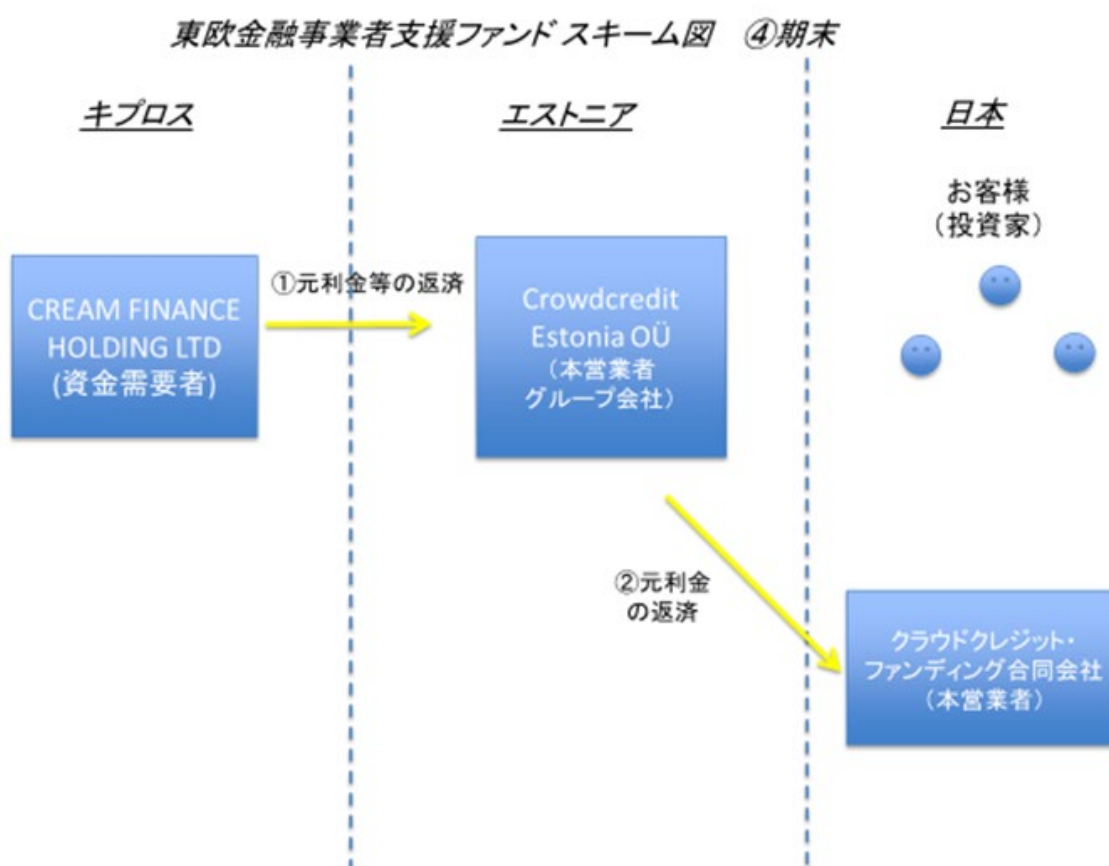 東欧金融事業者支援ファンド スキーム図　④期末
キプロス
エストニア
日本
お客様
（投資家）
CREAM FINANCE
HOLDING LTD
(資金需要者)
①元利金等の返済
Crowdcredit
Estonia OÜ
（本営業者
グループ会社）
②元利金
の返済
クラウドクレジット・
ファンディング合同会社
（本営業者）